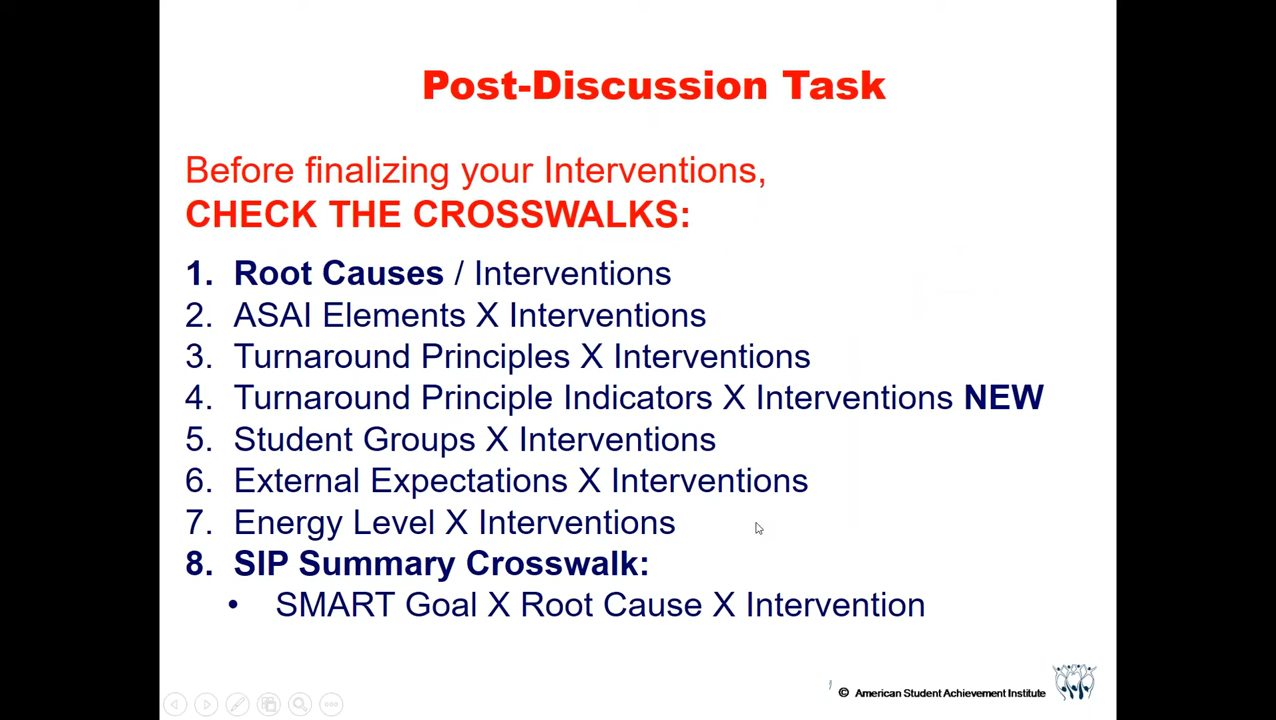 Post-Discussion Task
Before finalizing your Interventions,
CHECK THE CROSSWALKS:
1. Root Causes / Interventions
2. ASAI Elements X Interventions
3. Turnaround Principles X Interventions
4. Turnaround Principle Indicators X Interventions NEW
5. Student Groups X Interventions
6. External Expectations X Interventions
7. Energy Level X Interventions
8. SIP Summary Crosswalk:
• SMART Goal X Root Cause X Intervention
© American Student Achievement Institute